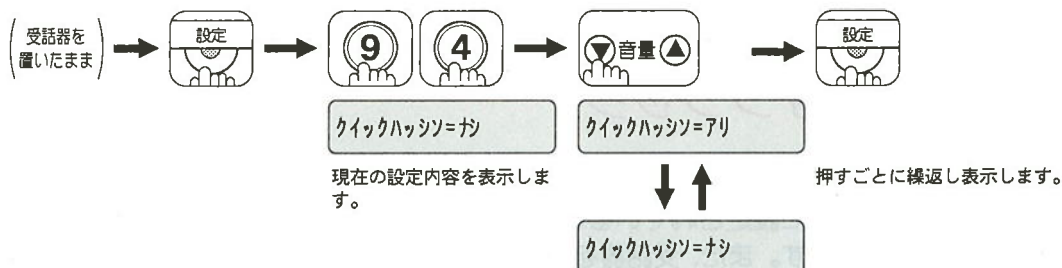 受話器を
置いたまま
設定
9
4
音量
設定
クイックハッシソ=ナシ
現在の設定内容を表示しま
す。
クイックハッシソ=アリ
押すごとに繰返し表示します。
クイックハッシソ=ナシ